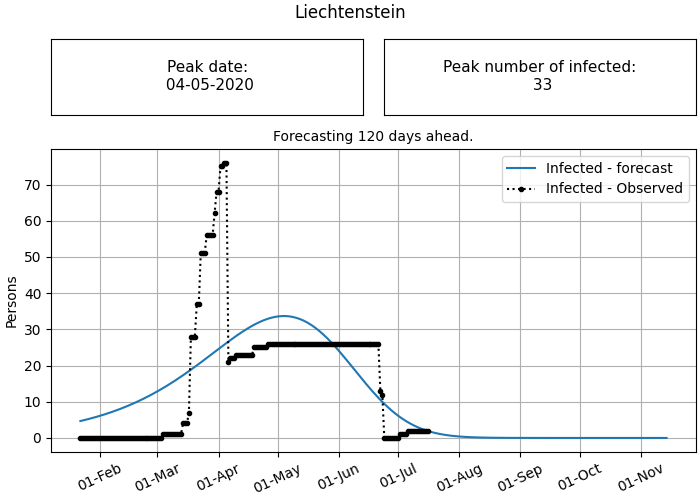 Liechtenstein
Peak date:
04-05-2020
Peak number of infected:
33
Forecasting 120 days ahead.
Infected - forecast
Infected - Observed
Persons
70
60
50
40
30
20
10
0
01-Feb
01-Mar
01-Apr
01-May
01-Jun
01-Jul
01-Aug
01-Sep
01-Oct
01-Nov